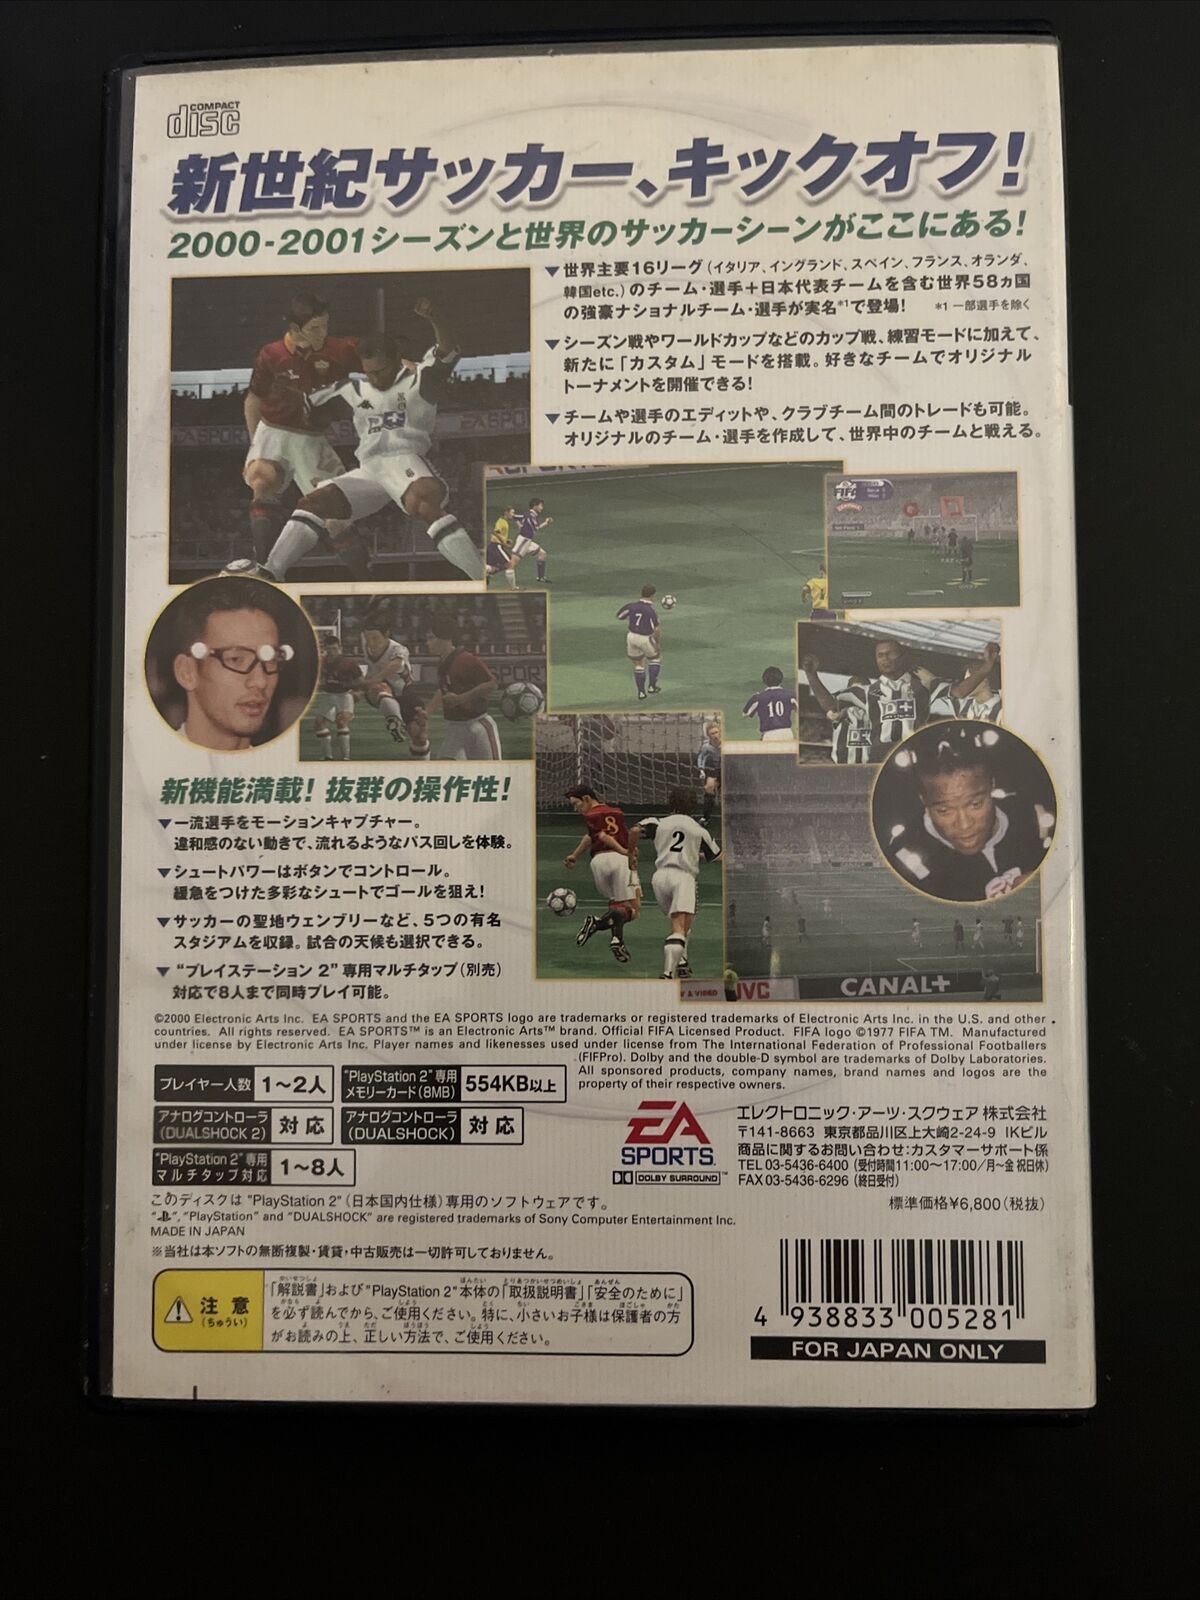 COMPACT
disc
新世紀サッカー、キックオフ!
2000-2001シーズンと世界のサッカーシーンがここにある!
▼世界主要16リーグ(イタリア、イングランド、スペイン、フランス、オランダ、
韓国etc.)のチーム・選手+日本代表チームを含む世界58ヵ国
の強豪ナショナルチーム・選手が実名*1で登場! *1 一部選手を除く
▼シーズン戦やワールドカップなどのカップ戦、練習モードに加えて、
新たに「カスタム」モードを搭載。好きなチームでオリジナル
トーナメントを開催できる!
▼チームや選手のエディットや、クラブチーム間のトレードも可能。
オリジナルのチーム・選手を作成して、世界中のチームと戦える。
EA SPORTS
7
10
8
2
JVC
CANAL+
新機能満載! 抜群の操作性!
▼一流選手をモーションキャプチャー。
違和感のない動きで、流れるようなパス回しを体験。
▼シュートパワーはボタンでコントロール。
緩急をつけた多彩なシュートでゴールを狙え!
▼サッカーの聖地ウェンブリーなど、5つの有名
スタジアムを収録。試合の天候も選択できる。
▼"プレイステーション 2"専用マルチタップ(別売)
対応で8人まで同時プレイ可能。
©2000 Electronic Arts Inc. EA SPORTS and the EA SPORTS logo are trademarks or registered trademarks of Electronic Arts Inc. in the U.S. and other
countries. All rights reserved. EA SPORTS™ is an Electronic Arts™ brand. Official FIFA Licensed Product. FIFA logo ©1977 FIFA TM. Manufactured
under license by Electronic Arts Inc. Player names and likenesses used under license from The International Federation of Professional Footballers
(FIFPro). Dolby and the double-D symbol are trademarks of Dolby Laboratories.
All sponsored products, company names, brand names and logos are the
property of their respective owners.
プレイヤー人数 1〜2人
"PlayStation 2"専用
メモリーカード(8MB) 554KB以上
アナログコントローラ
(DUALSHOCK 2) 対応
アナログコントローラ
(DUALSHOCK) 対応
"PlayStation 2"専用
マルチタップ対応 1〜8人
EA
SPORTS
DOLBY SURROUND
エレクトロニック・アーツ・スクウェア 株式会社
〒141-8663 東京都品川区上大崎2-24-9 IKビル
商品に関するお問い合わせ:カスタマーサポート係
TEL 03-5436-6400 (受付時間11:00〜17:00/月〜金 祝日休)
FAX 03-5436-6296 (終日受付)
このディスクは "PlayStation 2" (日本国内仕様) 専用のソフトウェアです。
標準価格¥6,800(税抜)
"PS", "PlayStation" and "DUALSHOCK" are registered trademarks of Sony Computer Entertainment Inc.
MADE IN JAPAN
※当社は本ソフトの無断複製・賃貸・中古販売は一切許可しておりません。
注意
(ちゅうい)
「解説書」および"PlayStation 2"本体の「取扱説明書」「安全のために」
を必ず読んでから、ご使用ください。特に、小さいお子様は保護者の方
がお読みの上、正しい方法で、ご使用ください。
4 938833 005281
FOR JAPAN ONLY